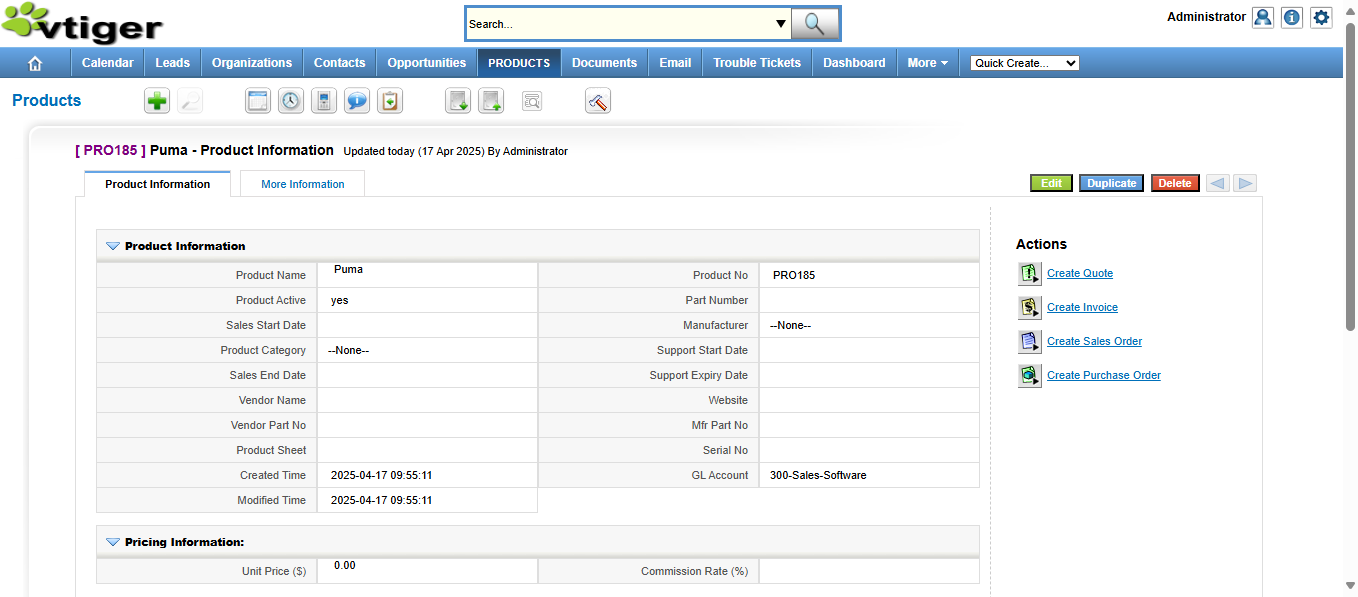 vtiger
Search...
Administrator
Calendar Leads Organizations Contacts Opportunities PRODUCTS Documents Email Trouble Tickets Dashboard More Quick Create...
Products
[ PRO185 ] Puma - Product Information Updated today (17 Apr 2025) By Administrator
Product Information More Information Edit Duplicate Delete
Product Information
Product Name Puma Product No PRO185
Product Active yes Part Number
Sales Start Date Manufacturer --None--
Product Category --None-- Support Start Date
Sales End Date Support Expiry Date
Vendor Name Website
Vendor Part No Mfr Part No
Product Sheet Serial No
Created Time 2025-04-17 09:55:11 GL Account 300-Sales-Software
Modified Time 2025-04-17 09:55:11
Pricing Information:
Unit Price ($) 0.00 Commission Rate (%)
Actions
Create Quote
Create Invoice
Create Sales Order
Create Purchase Order